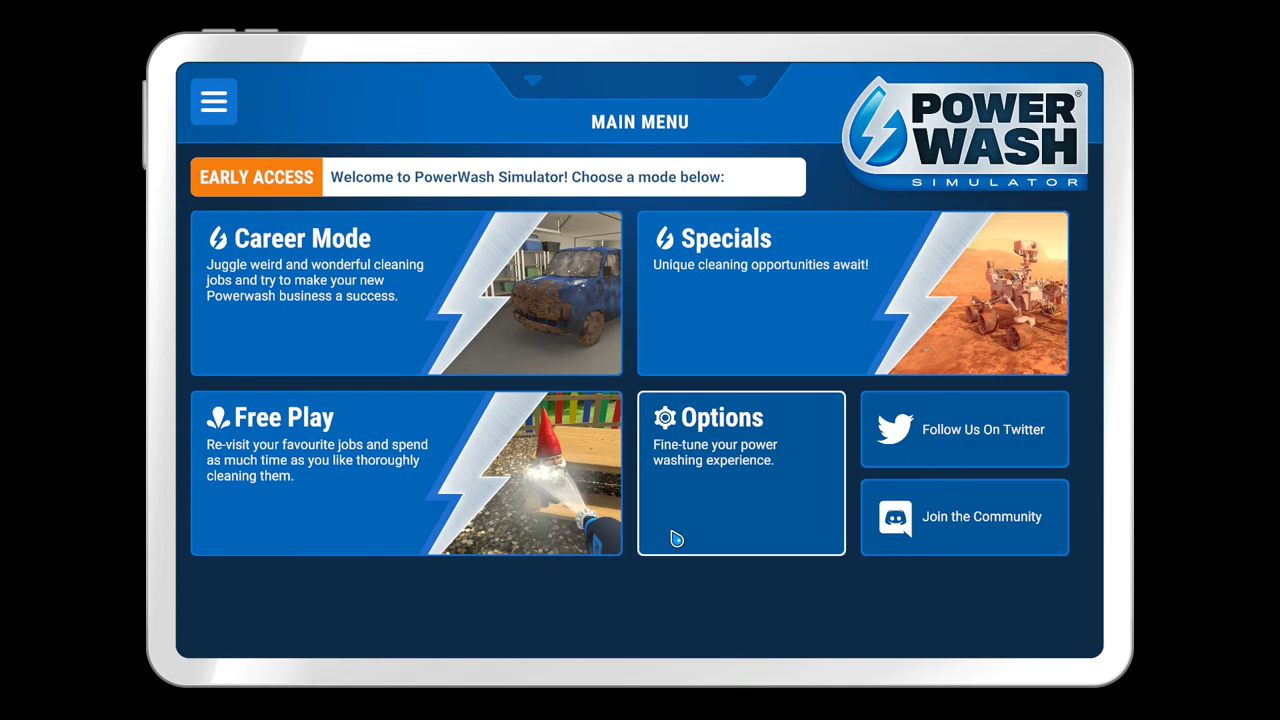 MAIN MENU
POWER
WASH
SIMULATOR
®
EARLY ACCESS
Welcome to PowerWash Simulator! Choose a mode below:
Career Mode
Juggle weird and wonderful cleaning
jobs and try to make your new
Powerwash business a success.
Specials
Unique cleaning opportunities await!
Free Play
Re-visit your favourite jobs and spend
as much time as you like thoroughly
cleaning them.
Options
Fine-tune your power
washing experience.
Follow Us On Twitter
Join the Community